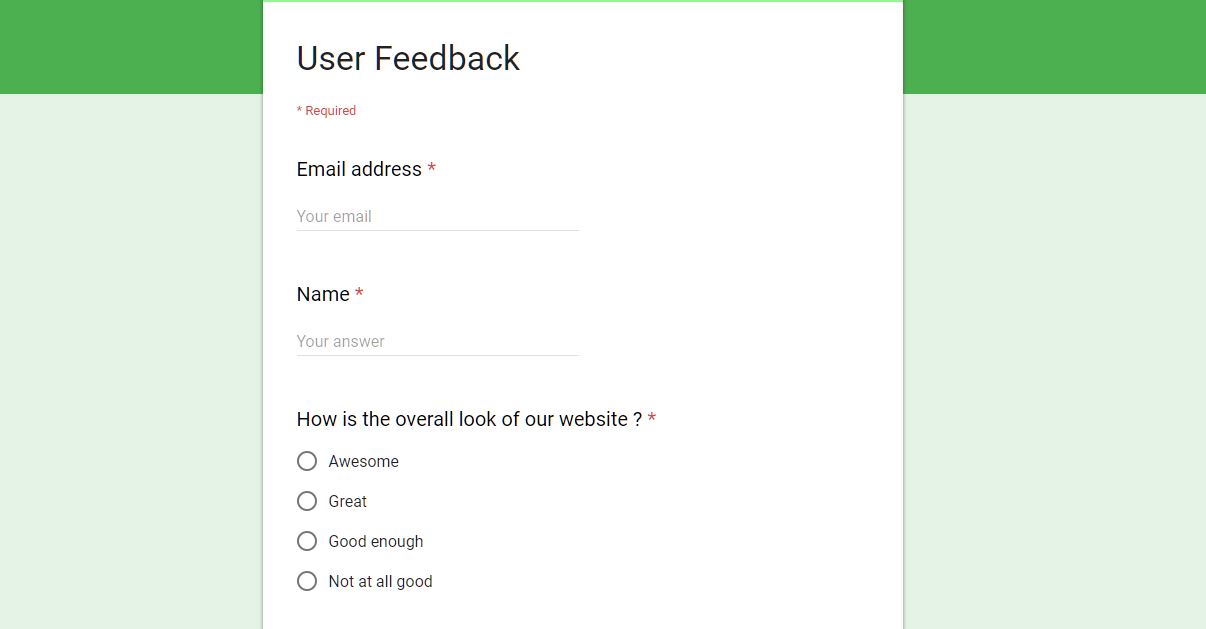 User Feedback
* Required
Email address *
Your email
Name *
Your answer
How is the overall look of our website ? *
Awesome
Great
Good enough
Not at all good